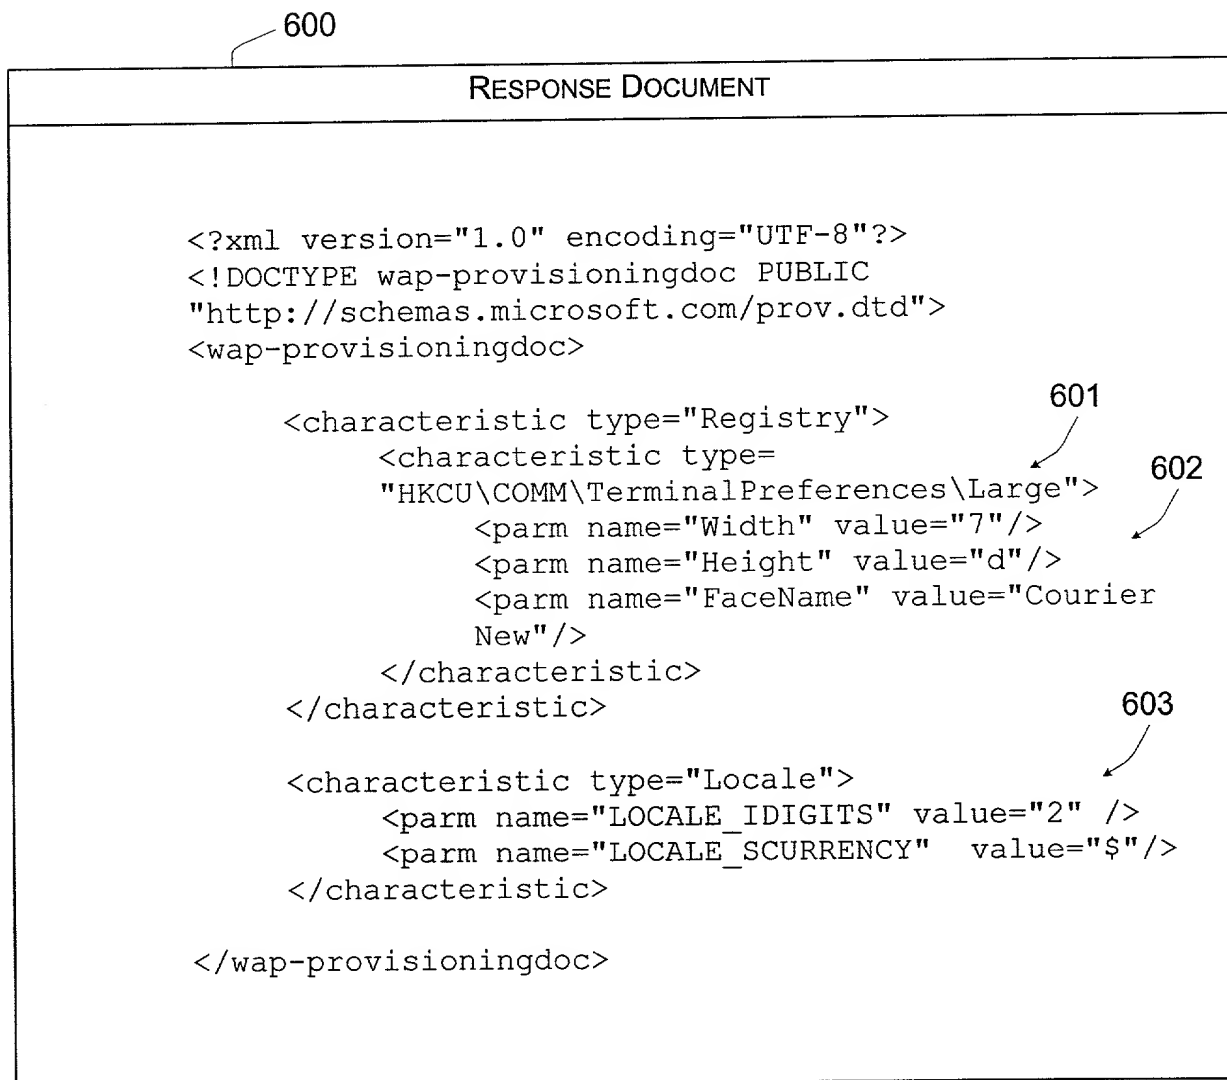 600
RESPONSE DOCUMENT
<?xml version="1.0" encoding="UTF-8"?>
<!DOCTYPE wap-provisioningdoc PUBLIC
"http://schemas.microsoft.com/prov.dtd">
<wap-provisioningdoc>
<characteristic type="Registry">
601
<characteristic type=
602
"HKCU\COMM\TerminalPreferences\Large">
<parm name="Width" value="7"/>
<parm name="Height" value="d"/>
<parm name="FaceName" value="Courier
New"/>
</characteristic>
</characteristic>
603
<characteristic type="Locale">
<parm name="LOCALE_IDIGITS" value="2" />
<parm name="LOCALE_SCURRENCY"  value="$"/>
</characteristic>
</wap-provisioningdoc>